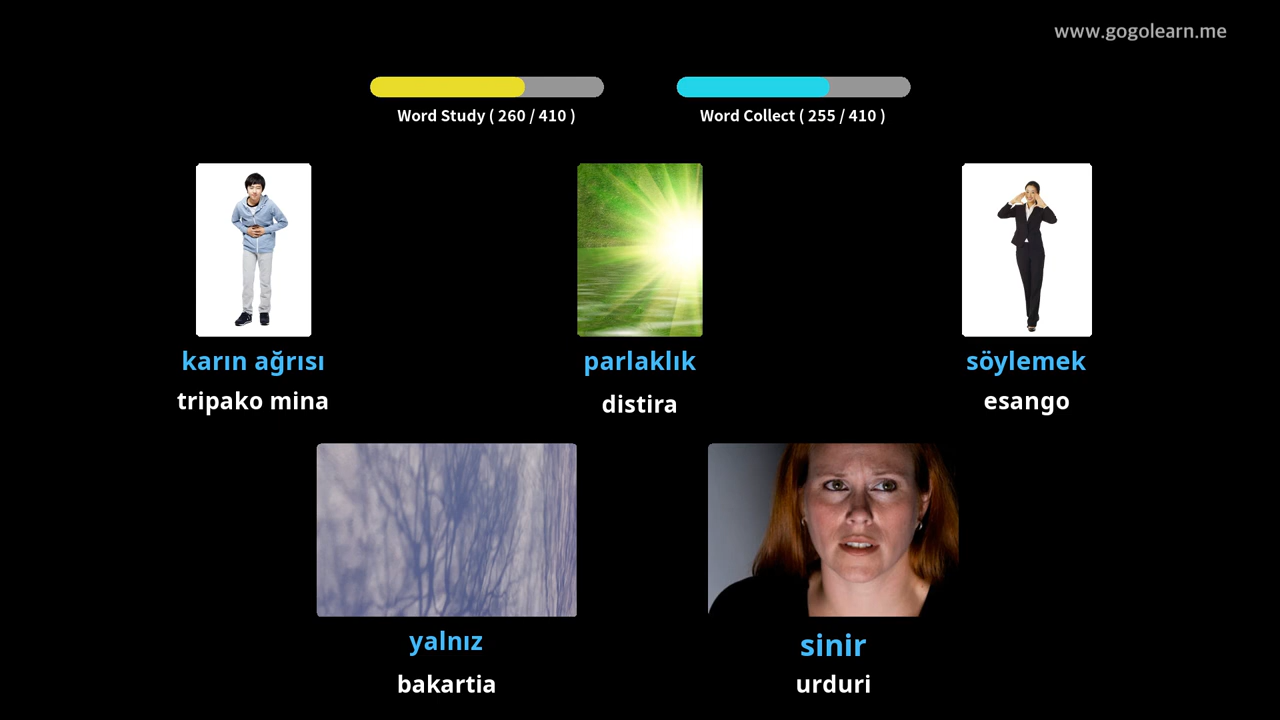 www.gogolearn.me
Word Study ( 260 / 410 )
Word Collect ( 255 / 410 )
karın ağrısı
tripako mina
parlaklık
distira
söylemek
esango
yalnız
bakartia
sinir
urduri